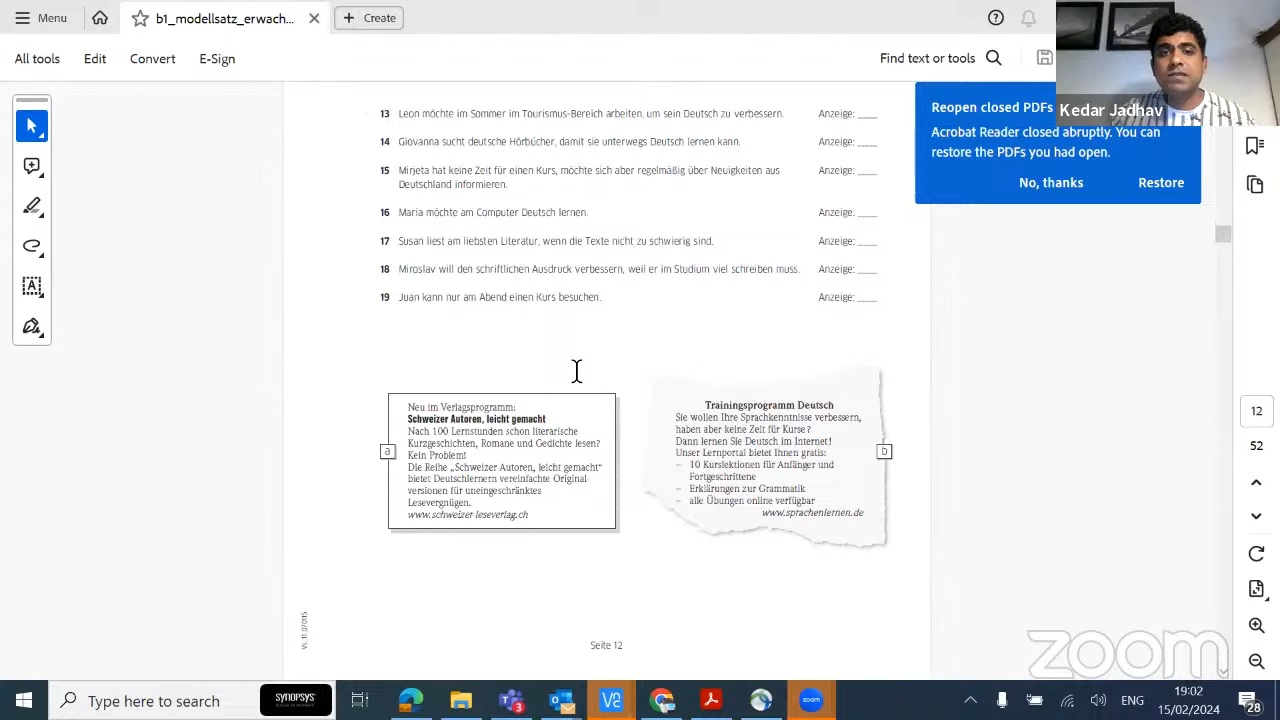 Menu
b1_modellsatz_erwach...
Create
All tools
Edit
Convert
E-Sign
Find text or tools
Kedar Jadhav
Reopen closed PDFs
Acrobat Reader closed abruptly. You can
restore the PDFs you had open.
No, thanks
Restore
13 Leon möchte im Sommer im Tourismus-Bereich arbeiten, um sein Deutsch zu verbessern. Anzeige: ____
14 Giovanna sucht deutsche Hörbücher, damit sie unterwegs Deutsch lernen kann. Anzeige: ____
15 Mirjeta hat keine Zeit für einen Kurs, möchte sich aber regelmäßig über Neuigkeiten aus Anzeige: ____
Deutschland informieren.
16 Maria möchte am Computer Deutsch lernen. Anzeige: ____
17 Susan liest am liebsten Literatur, wenn die Texte nicht zu schwierig sind. Anzeige: ____
18 Miroslav will den schriftlichen Ausdruck verbessern, weil er im Studium viel schreiben muss. Anzeige: ____
19 Juan kann nur am Abend einen Kurs besuchen. Anzeige: ____
a
Neu im Verlagsprogramm:
Schweizer Autoren, leicht gemacht
Nach 100 Lernstunden schon literarische
Kurzgeschichten, Romane und Gedichte lesen?
Kein Problem!
Die Reihe „Schweizer Autoren, leicht gemacht“
bietet Deutschlernern vereinfachte Original-
versionen für uneingeschränktes
Lesevergnügen.
www.schweizer-leseverlag.ch
b
Trainingsprogramm Deutsch
Sie wollen Ihre Sprachkenntnisse verbessern,
haben aber keine Zeit für Kurse?
Dann lernen Sie Deutsch im Internet!
Unser Lernportal bietet Ihnen gratis:
– 10 Kurslektionen für Anfänger und
Fortgeschrittene
– Erklärungen zur Grammatik
– alle Übungen online verfügbar
www.sprachenlernen.de
Seite 12
12
52
zoom
Type here to search
SYNOPSYS
3
zoom
ENG
19:02
15/02/2024
28